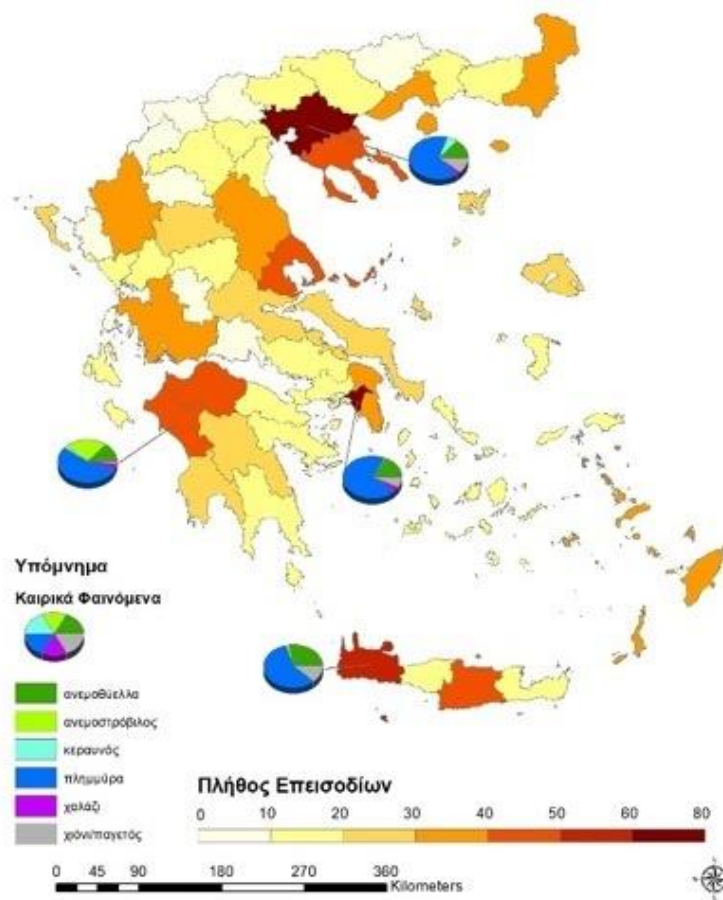 Υπόμνημα
Καιρικά Φαινόμενα
ανεμοθύελλα
ανεμοστρόβιλος
κεραυνός
πλημμύρα
χαλάζι
χιόνι/παγετός
Πλήθος Επεισοδίων
0 10 20 30 40 50 60 80
0 45 90 180 270 360
Kilometers